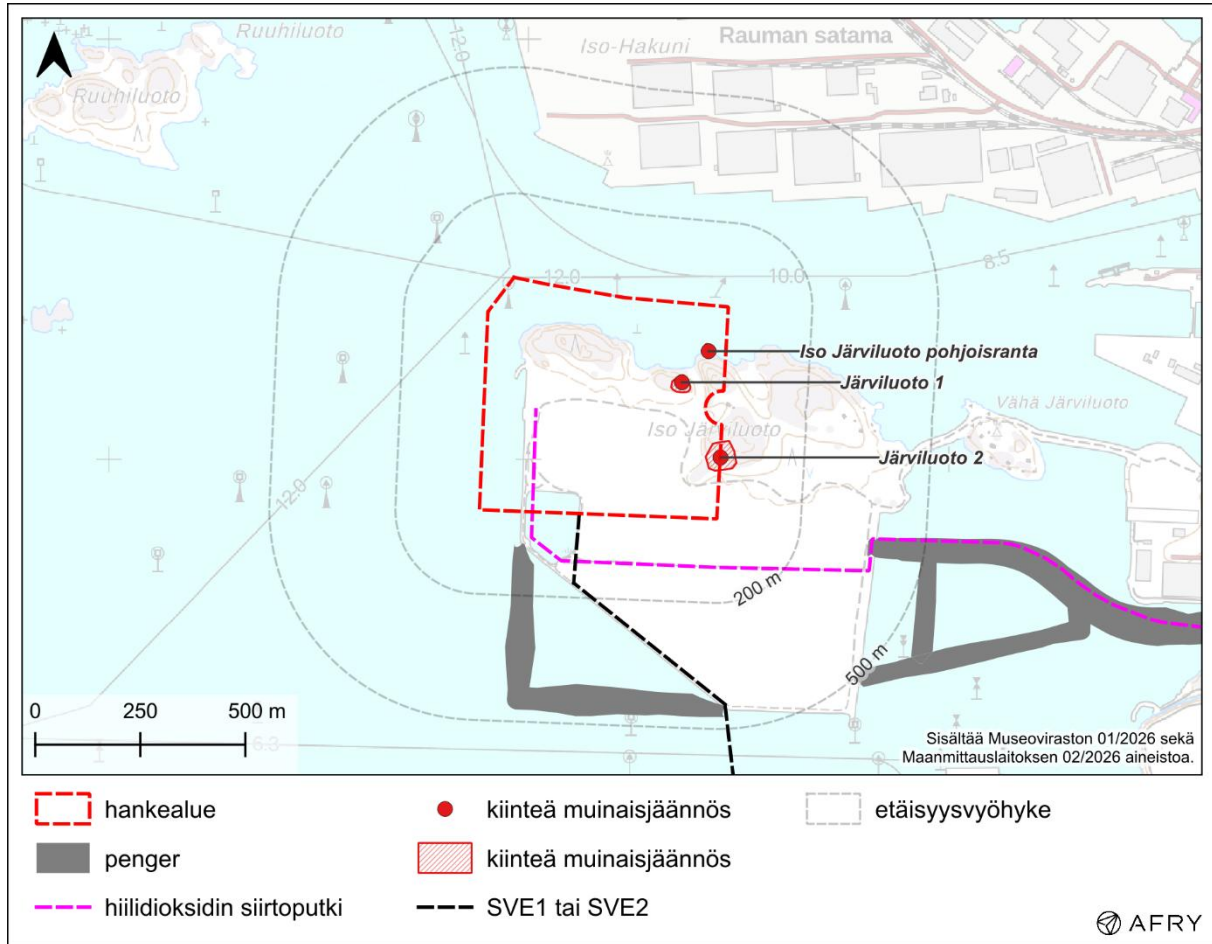 Ruuhiluoto
Ruuhiluoto
12.0
Iso-Hakuni
Rauman satama
12.0
10.0
8.5
Iso Järviluoto pohjoisranta
Järviluoto 1
Vähä Järviluoto
Iso Järviluoto
Järviluoto 2
12.0
200 m
500 m
0 250 500 m
6.3
Sisältää Museoviraston 01/2026 sekä
Maanmittauslaitoksen 02/2026 aineistoa.
hankealue
kiinteä muinaisjäännös
etäisyysvyöhyke
penger
kiinteä muinaisjäännös
hiilidioksidin siirtoputki
SVE1 tai SVE2
AFRY